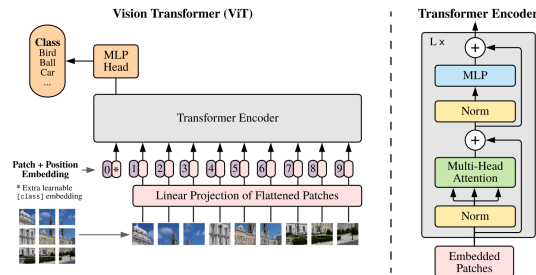 Vision Transformer (ViT)
Class
Bird
Ball
Car
...
MLP
Head
Transformer Encoder
Patch + Position
Embedding
* Extra learnable
[class] embedding
0 * 1 2 3 4 5 6 7 8 9
Linear Projection of Flattened Patches
Transformer Encoder
L x
+
MLP
Norm
+
Multi-Head
Attention
Norm
Embedded
Patches